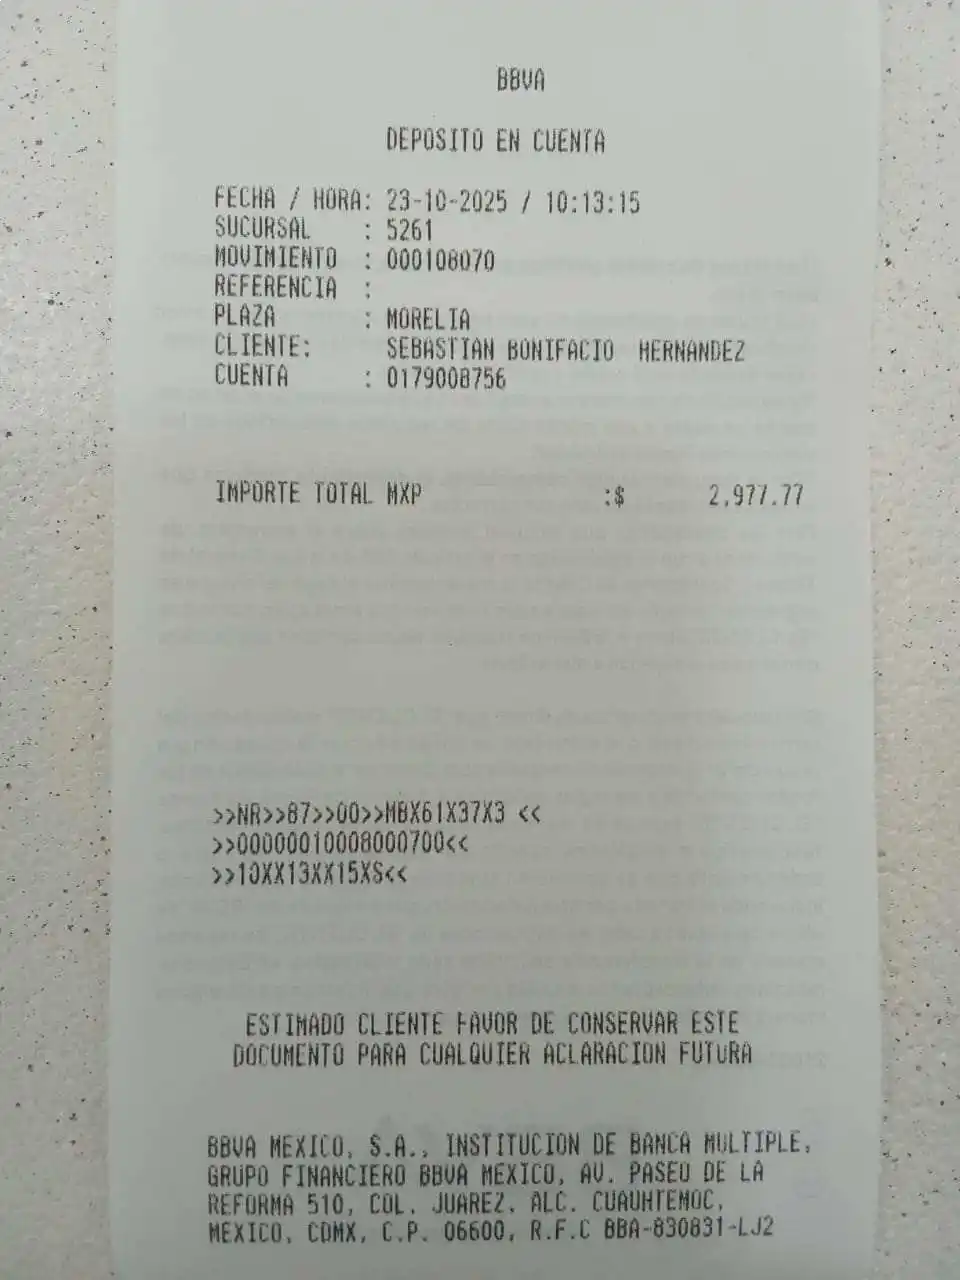 BBVA
DEPOSITO EN CUENTA
FECHA / HORA: 23-10-2025 / 10:13:15
SUCURSAL : 5261
MOVIMIENTO : 000108070
REFERENCIA :
PLAZA : MORELIA
CLIENTE: SEBASTIAN BONIFACIO HERNANDEZ
CUENTA : 0179008756
IMPORTE TOTAL MXP :$ 2,977.77
>>NR>>87>>00>>MBX61X37X3 <<
>>00000010008000700<<
>>10XX13XX15XS<<
ESTIMADO CLIENTE FAVOR DE CONSERVAR ESTE
DOCUMENTO PARA CUALQUIER ACLARACION FUTURA
BBVA MEXICO, S.A., INSTITUCION DE BANCA MULTIPLE,
GRUPO FINANCIERO BBVA MEXICO, AV. PASEO DE LA
REFORMA 510, COL. JUAREZ, ALC. CUAUHTEMOC,
MEXICO, CDMX, C.P. 06600, R.F.C BBA-830831-LJ2